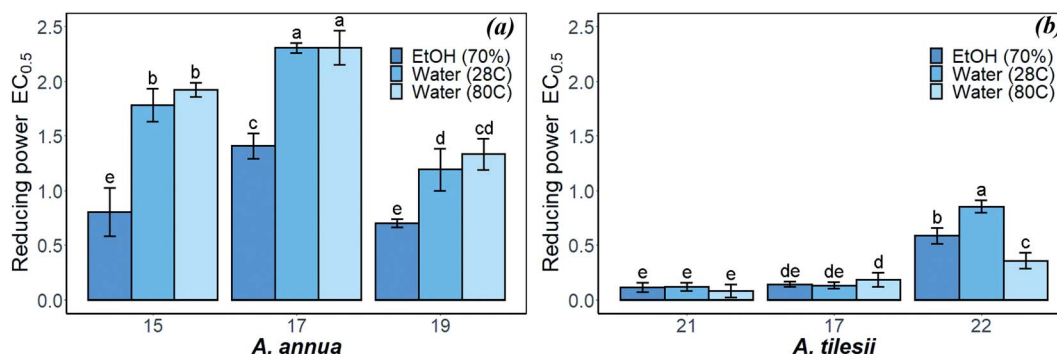 (a)
Reducing power EC0.5
2.5
2.0
1.5
1.0
0.5
0.0
EtOH (70%)
Water (28C)
Water (80C)
e
b
b
c
a
a
e
d
cd
15
17
19
A. annua
(b)
Reducing power EC0.5
2.5
2.0
1.5
1.0
0.5
0.0
EtOH (70%)
Water (28C)
Water (80C)
e
e
e
de
de
d
b
a
c
21
17
22
A. tilesii